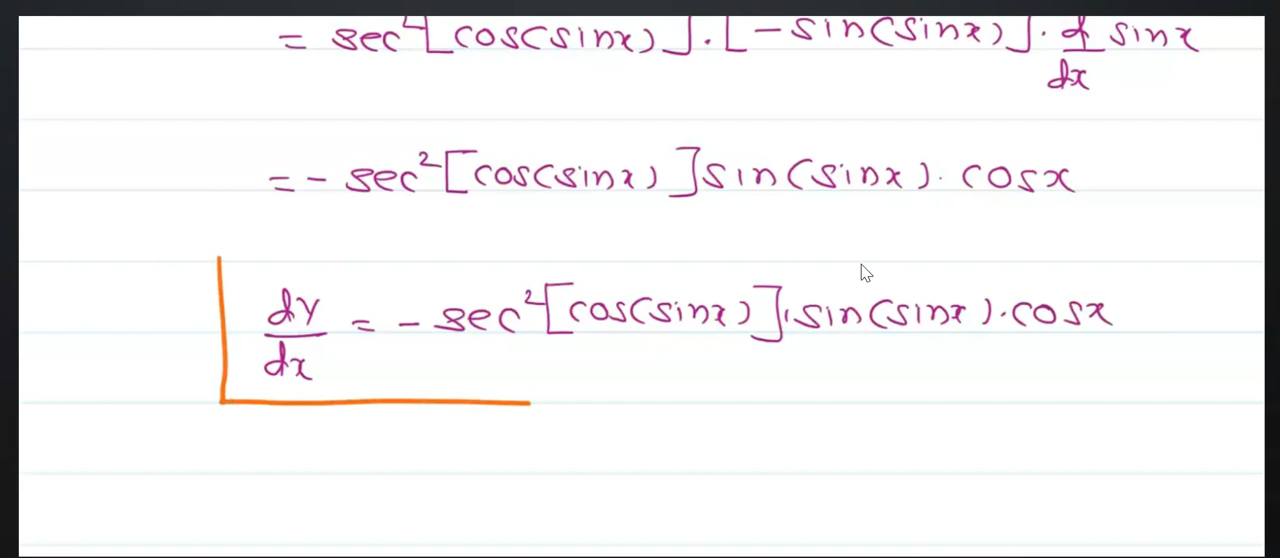 = sec²[cos(sinx)].[-sin(sinx)].d/dx sinx
= - sec²[cos(sinx)]sin(sinx).cosx
dy/dx = - sec²[cos(sinx)].sin(sinx).cosx